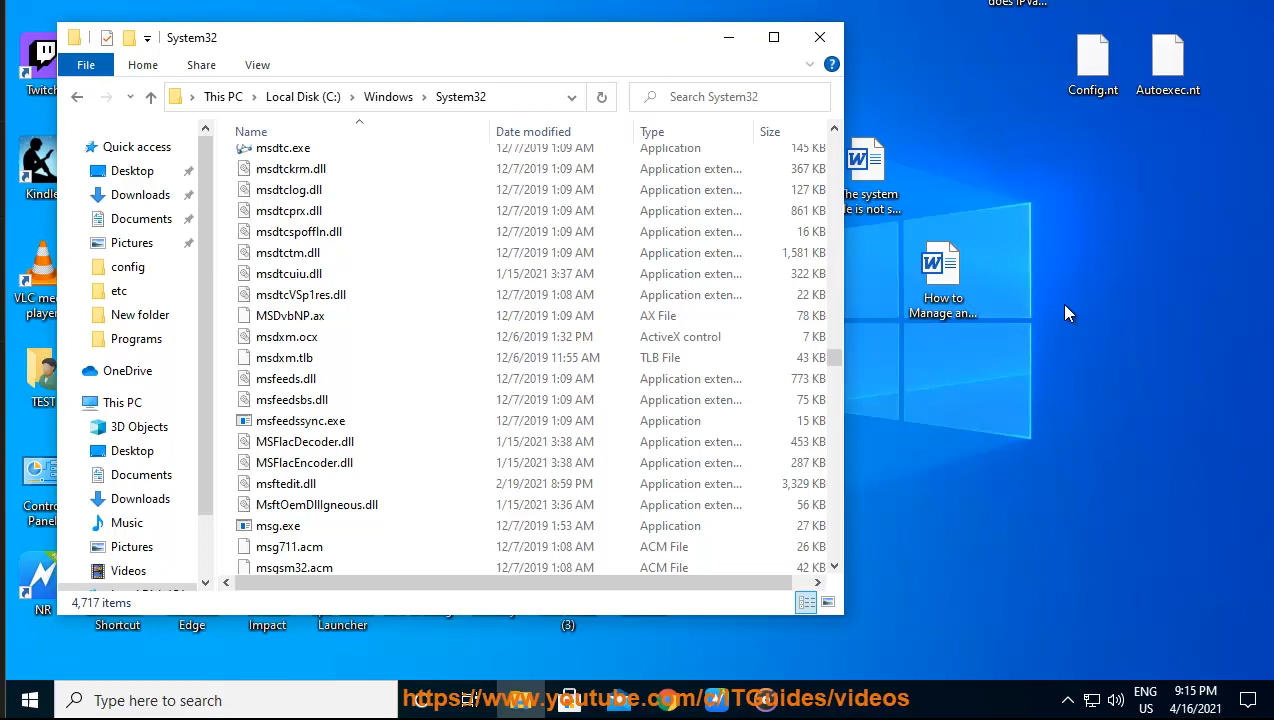 does IPVa...
System32
File Home Share View
This PC > Local Disk (C:) > Windows > System32
Search System32
Name Date modified Type Size
msdtc.exe 12/7/2019 1:09 AM Application 145 KB
msdtckrm.dll 12/7/2019 1:09 AM Application exten... 367 KB
msdtclog.dll 12/7/2019 1:09 AM Application exten... 127 KB
msdtcprx.dll 12/7/2019 1:09 AM Application exten... 861 KB
msdtcspoffln.dll 12/7/2019 1:09 AM Application exten... 16 KB
msdtctm.dll 12/7/2019 1:09 AM Application exten... 1,581 KB
msdtcuiu.dll 1/15/2021 3:37 AM Application exten... 322 KB
msdtcVSp1res.dll 12/7/2019 1:08 AM Application exten... 22 KB
MSDvbNP.ax 12/7/2019 1:09 AM AX File 78 KB
msdxm.ocx 12/6/2019 1:32 PM ActiveX control 7 KB
msdxm.tlb 12/6/2019 11:55 AM TLB File 43 KB
msfeeds.dll 12/7/2019 1:09 AM Application exten... 773 KB
msfeedsbs.dll 12/7/2019 1:09 AM Application exten... 75 KB
msfeedssync.exe 12/7/2019 1:09 AM Application 15 KB
MSFlacDecoder.dll 1/15/2021 3:38 AM Application exten... 453 KB
MSFlacEncoder.dll 1/15/2021 3:38 AM Application exten... 287 KB
msftedit.dll 2/19/2021 8:59 PM Application exten... 3,329 KB
MsftOemDllIgneous.dll 1/15/2021 3:36 AM Application exten... 56 KB
msg.exe 12/7/2019 1:53 AM Application 27 KB
msg711.acm 12/7/2019 1:08 AM ACM File 26 KB
msgsm32.acm 12/7/2019 1:08 AM ACM File 42 KB
Quick access
Desktop
Downloads
Documents
Pictures
config
etc
New folder
Programs
OneDrive
This PC
3D Objects
Desktop
Documents
Downloads
Music
Pictures
Videos
4,717 items
Twitch
Kindle
VLC me
player
TEST
Contro
Panel
NR
Shortcut
Edge
Impact
Launcher
(3)
Config.nt
Autoexec.nt
The system
le is not s...
How to
Manage an...
Type here to search
https://www.youtube.com/c/ITGuides/videos
ENG
US
9:15 PM
4/16/2021